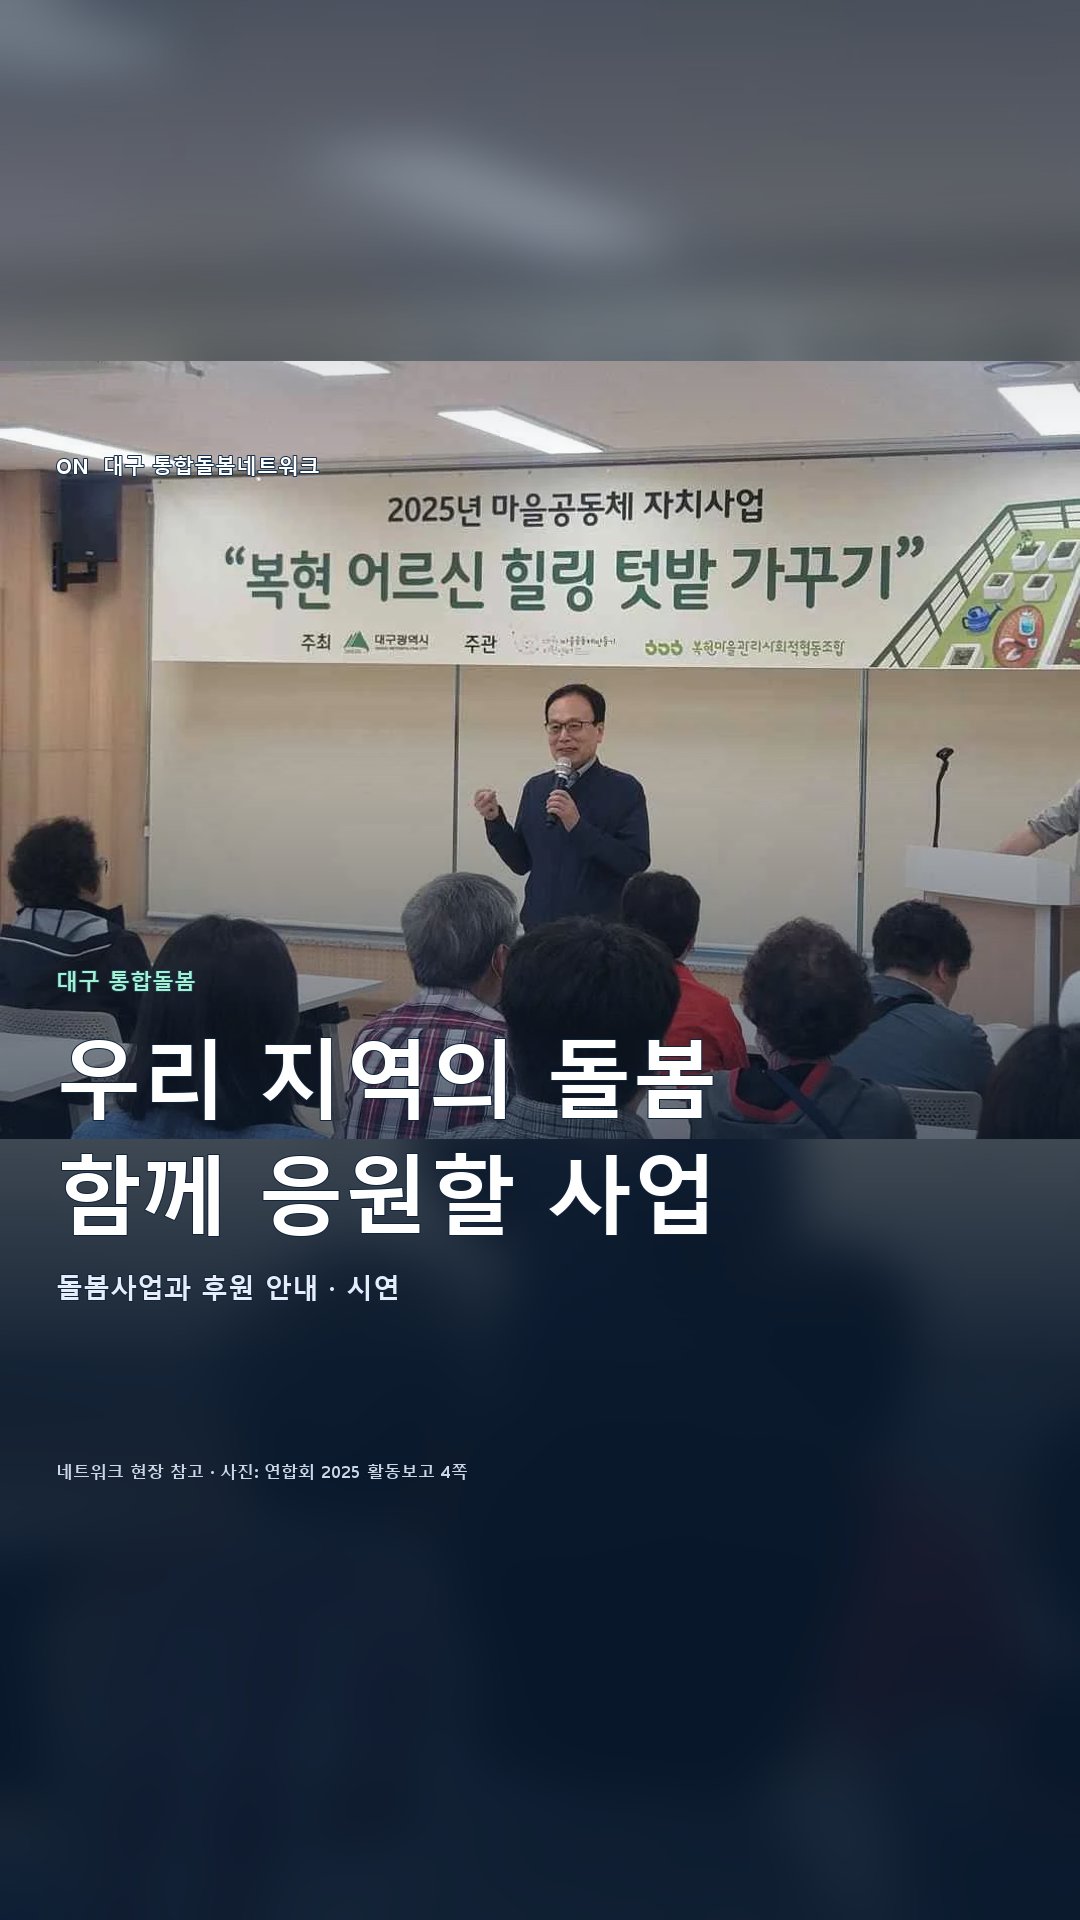 ON 대구 통합돌봄네트워크
2025년 마을공동체 자치사업
“복현 어르신 힐링 텃밭 가꾸기”
주최 대구광역시 주관 복현마을관리사회적협동조합
대구 통합돌봄
우리 지역의 돌봄
함께 응원할 사업
돌봄사업과 후원 안내 · 시연
네트워크 현장 참고 · 사진: 연합회 2025 활동보고 4쪽